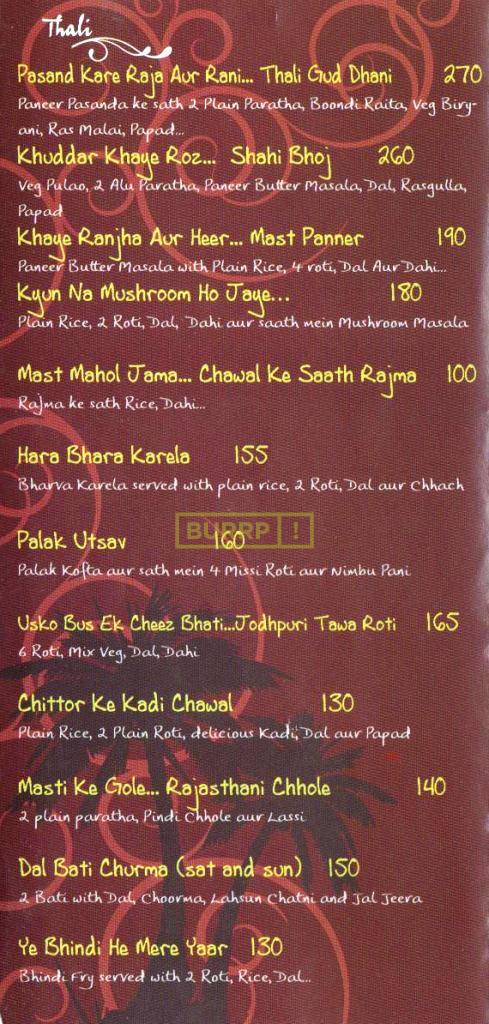 Thali
Pasand Kare Raja Aur Rani... Thali Gud Dhani 270
Paneer Pasanda ke sath 2 Plain Paratha, Boondi Raita, Veg Biry-
ani, Ras Malai, Papad...
Khuddar Khaye Roz... Shahi Bhoj 260
Veg Pulao, 2 Alu Paratha, Paneer Butter Masala, Dal, Rasgulla,
Papad
Khaye Ranjha Aur Heer... Mast Panner 190
Paneer Butter Masala with Plain Rice, 4 roti, Dal Aur Dahi...
Kyun Na Mushroom Ho Jaye... 180
Plain Rice, 2 Roti, Dal, Dahi aur saath mein Mushroom Masala
Mast Mahol Jama... Chawal Ke Saath Rajma 100
Rajma ke sath Rice, Dahi...
Hara Bhara Karela 155
Bharva Karela served with plain rice, 2 Roti, Dal aur Chhach
BURRP!
Palak Utsav 160
Palak Kofta aur sath mein 4 Missi Roti aur Nimbu Pani
Usko Bus Ek Cheez Bhati...Jodhpuri Tawa Roti 165
6 Roti, Mix Veg, Dal, Dahi
Chittor Ke Kadi Chawal 130
Plain Rice, 2 Plain Roti, delicious Kadi, Dal aur Papad
Masti Ke Gole... Rajasthani Chhole 140
2 plain paratha, Pindi Chhole aur Lassi
Dal Bati Churma (sat and sun) 150
2 Bati with Dal, Choorma, Lahsun Chatni and Jal Jeera
Ye Bhindi He Mere Yaar 130
Bhindi Fry served with 2 Roti, Rice, Dal...